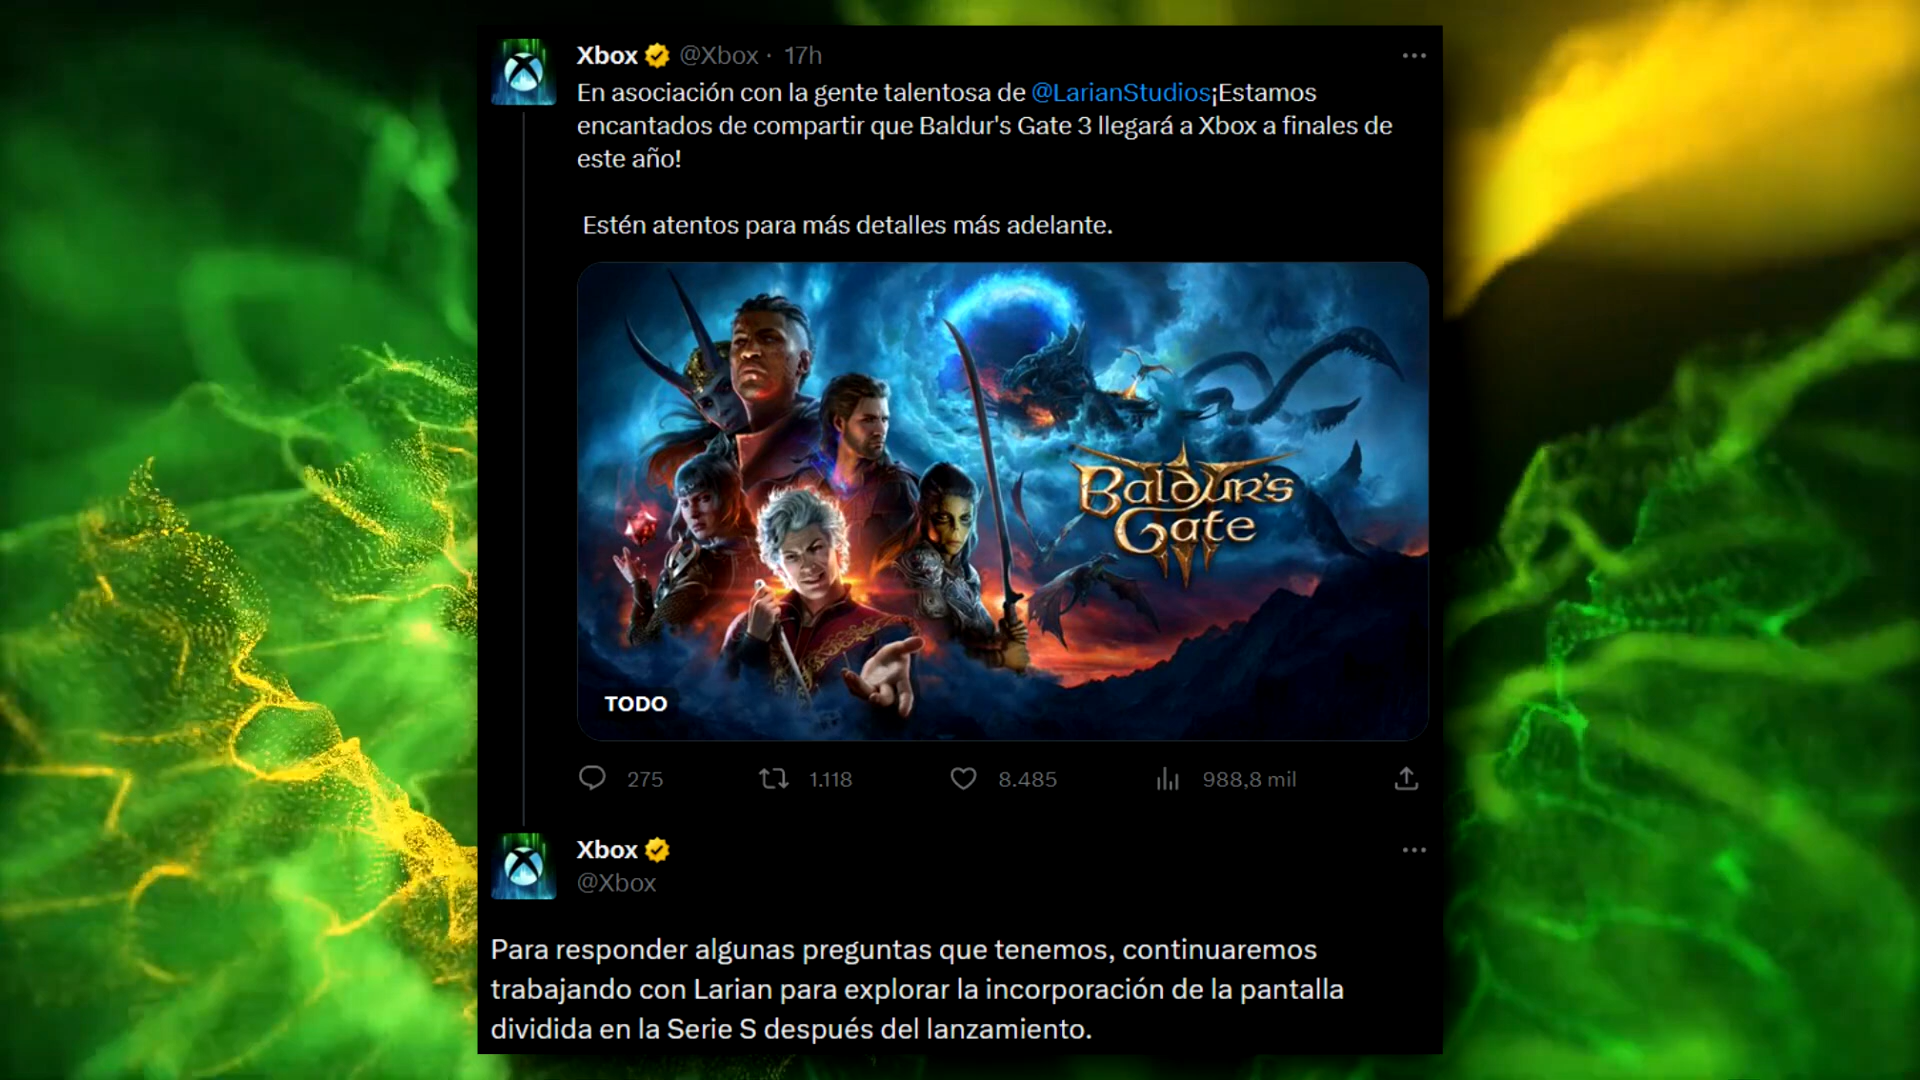 Xbox @Xbox · 17h
En asociación con la gente talentosa de @LarianStudios¡Estamos
encantados de compartir que Baldur's Gate 3 llegará a Xbox a finales de
este año!
Estén atentos para más detalles más adelante.
Baldur's
Gate
III
TODO
275 1.118 8.485 988,8 mil
Xbox
@Xbox
Para responder algunas preguntas que tenemos, continuaremos
trabajando con Larian para explorar la incorporación de la pantalla
dividida en la Serie S después del lanzamiento.